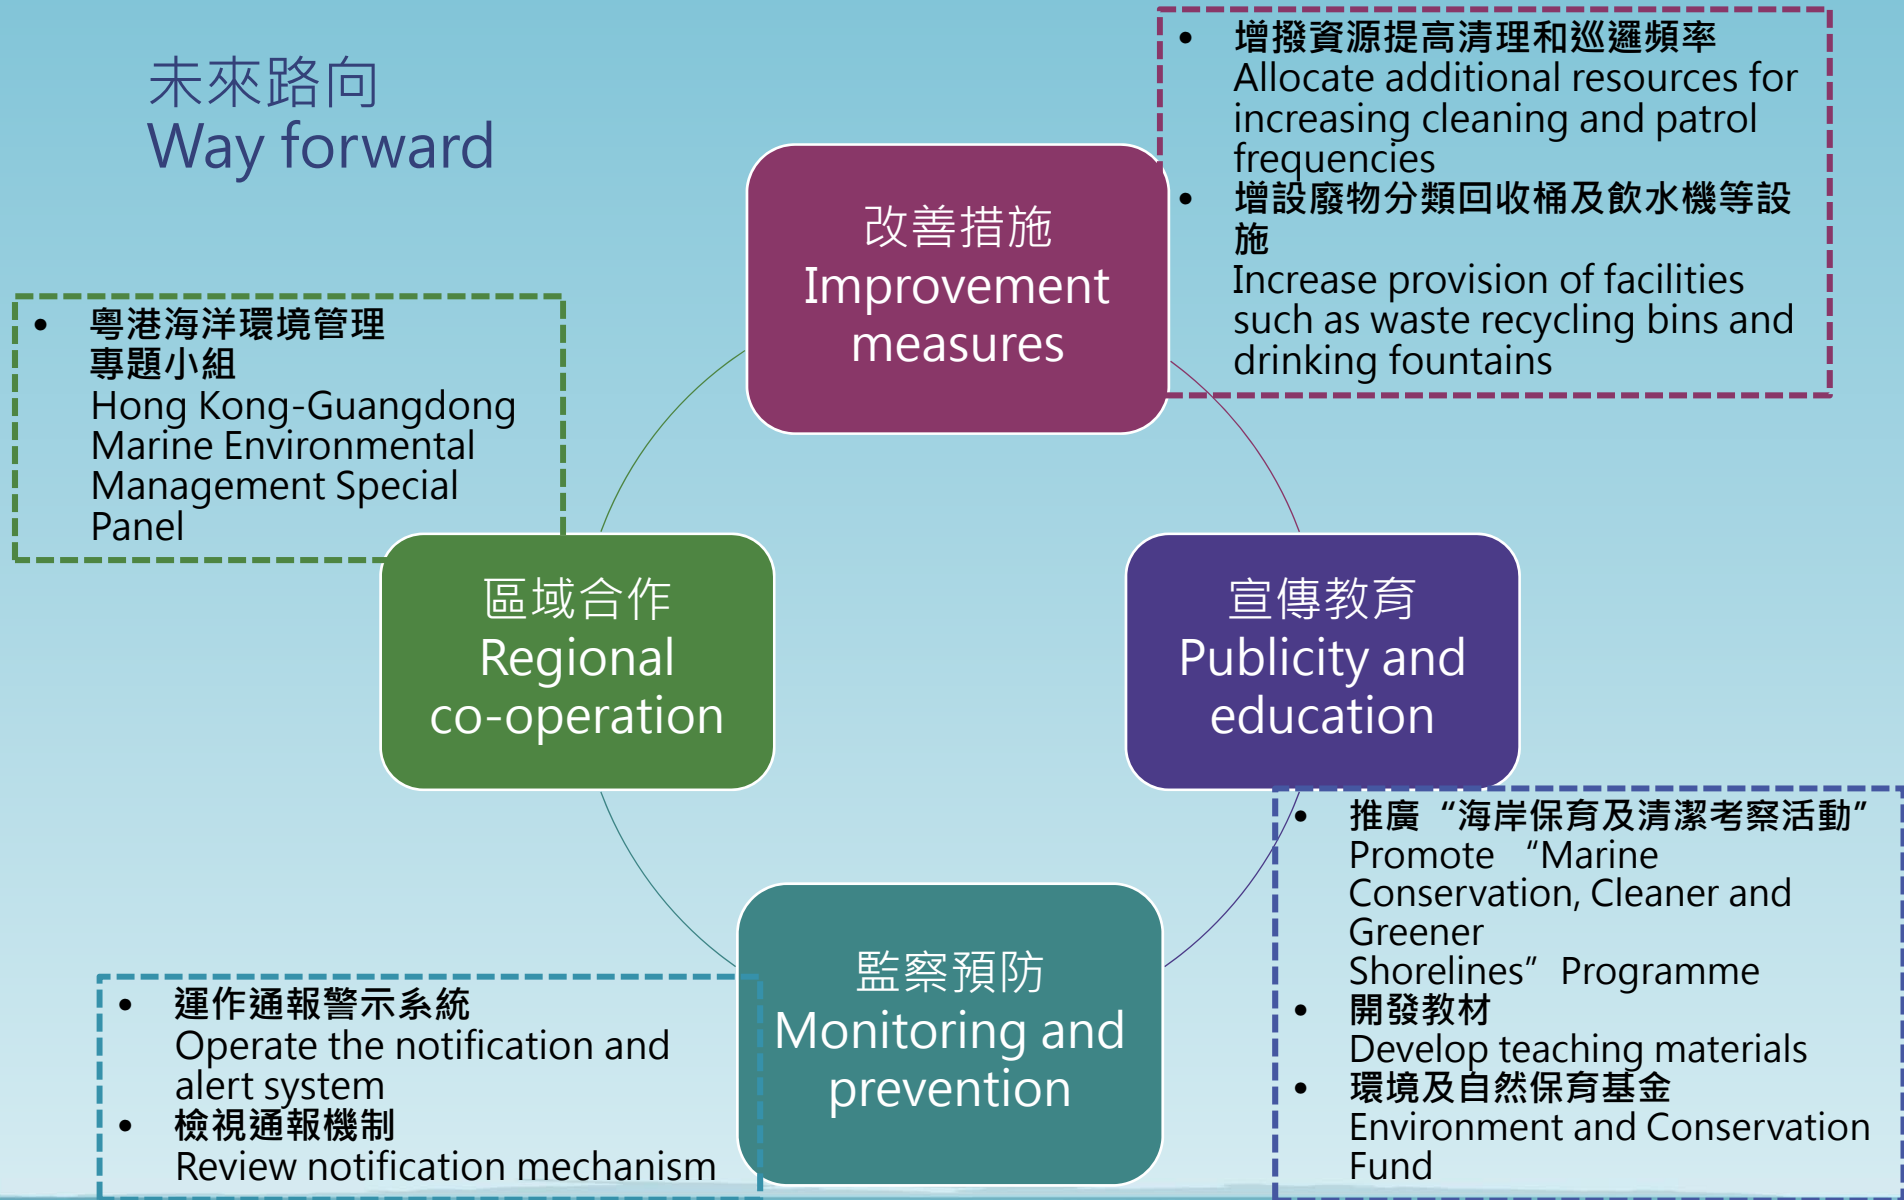 未來路向
Way forward
改善措施
Improvement
measures
• 增撥資源提高清理和巡邏頻率
Allocate additional resources for
increasing cleaning and patrol
frequencies
• 增設廢物分類回收桶及飲水機等設
施
Increase provision of facilities
such as waste recycling bins and
drinking fountains
宣傳教育
Publicity and
education
• 推廣“海岸保育及清潔考察活動”
Promote “Marine
Conservation, Cleaner and
Greener
Shorelines” Programme
• 開發教材
Develop teaching materials
• 環境及自然保育基金
Environment and Conservation
Fund
監察預防
Monitoring and
prevention
• 運作通報警示系統
Operate the notification and
alert system
• 檢視通報機制
Review notification mechanism
區域合作
Regional
co-operation
• 粵港海洋環境管理
專題小組
Hong Kong-Guangdong
Marine Environmental
Management Special
Panel